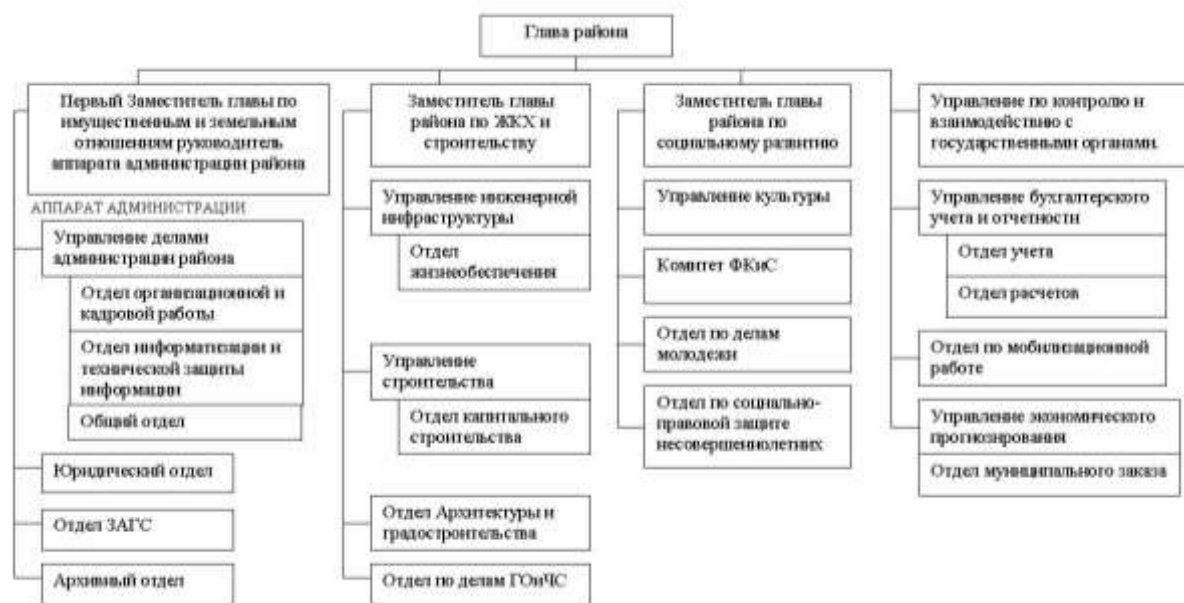 Глава района
Первый Заместитель главы по
имущественным и земельным
отношениям руководитель
аппарата администрации района
АППАРАТ АДМИНИСТРАЦИИ
Управление делами
администрации района
Отдел организационной и
кадровой работы
Отдел информатизации и
технической защиты
информации
Общий отдел
Юридический отдел
Отдел ЗАГС
Архивный отдел
Заместитель главы
района по ЖКХ и
строительству
Управление инженерной
инфраструктуры
Отдел
жизнеобеспечения
Управление
строительства
Отдел капитального
строительства
Отдел Архитектуры и
градостроительства
Отдел по делам ГОиЧС
Заместитель главы
района по
социальному развитию
Управление культуры
Комитет ФКиС
Отдел по делам
молодежи
Отдел по социально-
правовой защите
несовершеннолетних
Управление по контролю и
взаимодействию с
государственными органами.
Управление бухгалтерского
учета и отчетности
Отдел учета
Отдел расчетов
Отдел по мобилизационной
работе
Управление экономического
прогнозирования
Отдел муниципального заказа